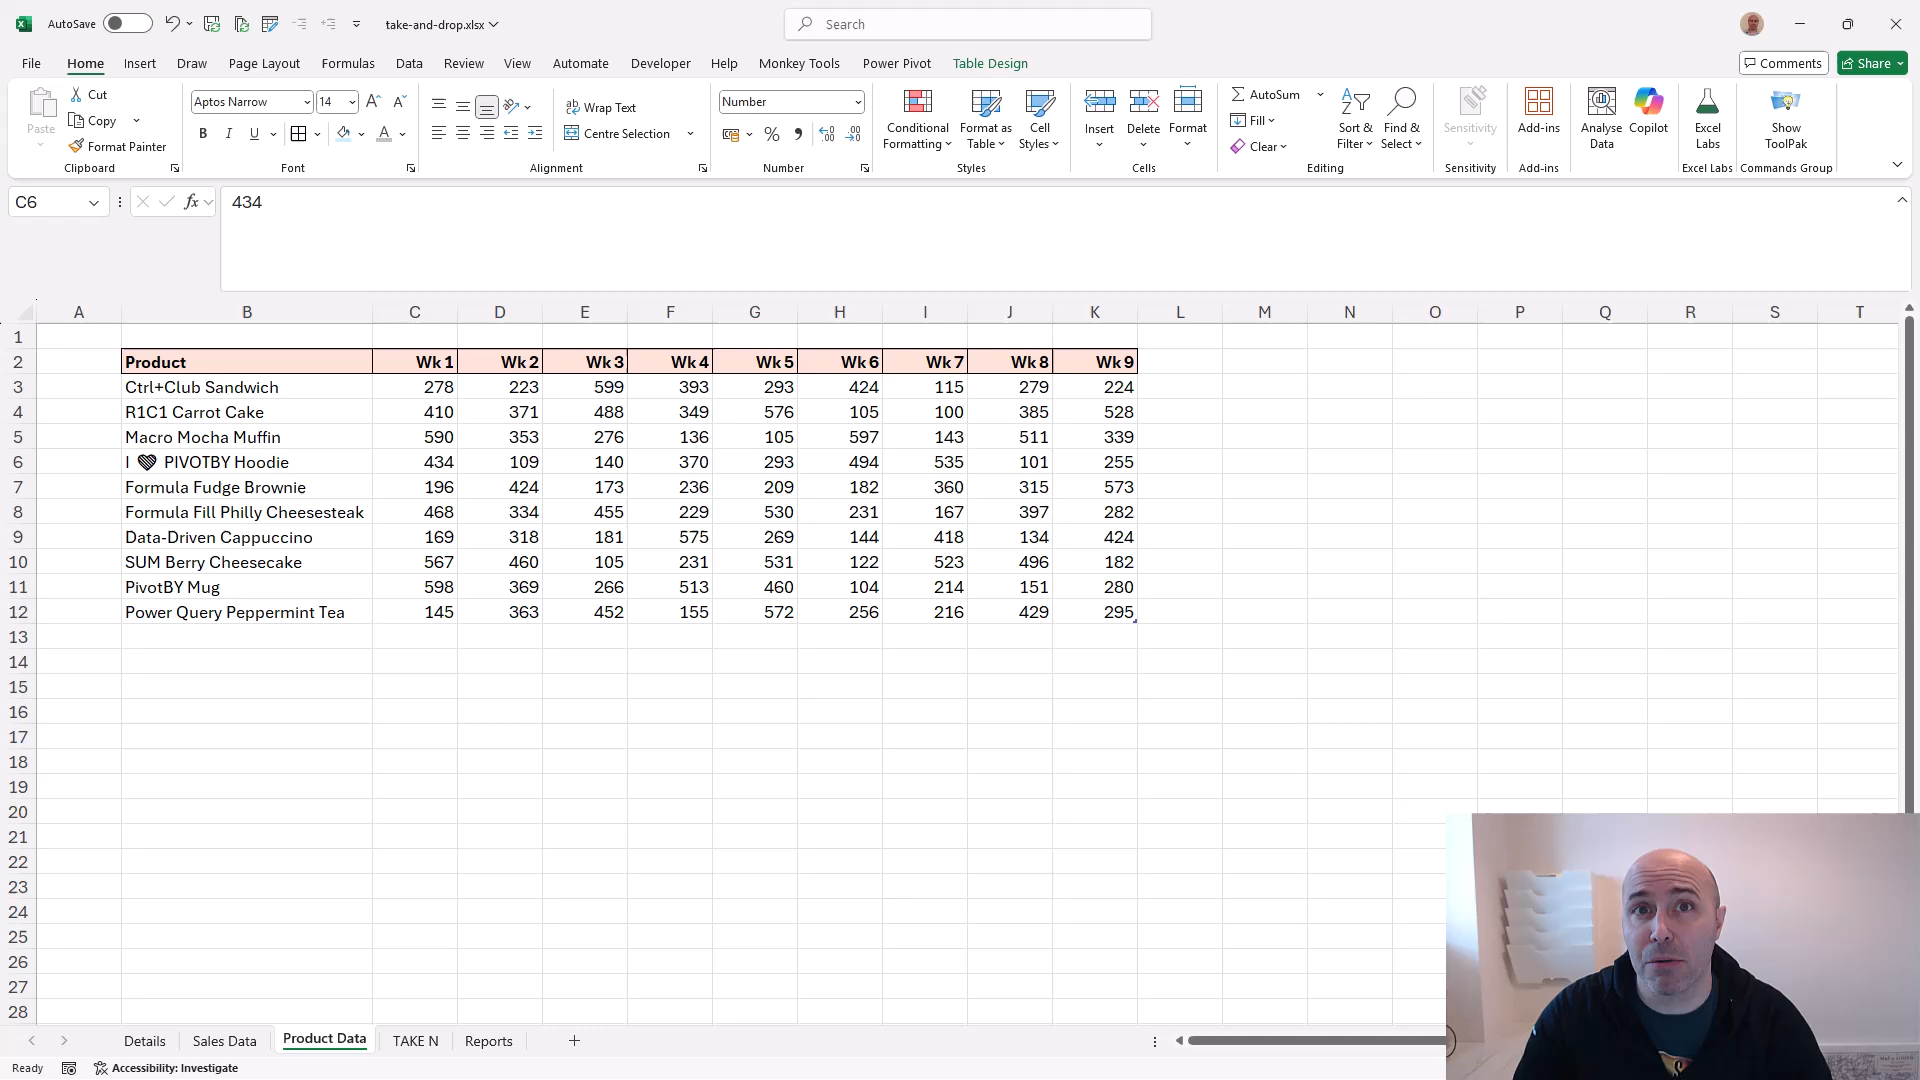 AutoSave
take-and-drop.xlsx
Search
File Home Insert Draw Page Layout Formulas Data Review View Automate Developer Help Monkey Tools Power Pivot Table Design
Comments Share
Paste
Cut
Copy
Format Painter
Clipboard
Aptos Narrow 14
B I U
Font
Wrap Text
Centre Selection
Alignment
Number
%
Number
Conditional Formatting
Format as Table
Cell Styles
Styles
Insert Delete Format
Cells
AutoSum
Fill
Clear
Sort & Filter
Find & Select
Editing
Sensitivity
Sensitivity
Add-ins
Add-ins
Analyse Data
Copilot
Excel Labs
Excel Labs
Show ToolPak
Commands Group
C6 fx 434
A B C D E F G H I J K L M N O P Q R S T
1
2 Product Wk 1 Wk 2 Wk 3 Wk 4 Wk 5 Wk 6 Wk 7 Wk 8 Wk 9
3 Ctrl+Club Sandwich 278 223 599 393 293 424 115 279 224
4 R1C1 Carrot Cake 410 371 488 349 576 105 100 385 528
5 Macro Mocha Muffin 590 353 276 136 105 597 143 511 339
6 I 🖤 PIVOTBY Hoodie 434 109 140 370 293 494 535 101 255
7 Formula Fudge Brownie 196 424 173 236 209 182 360 315 573
8 Formula Fill Philly Cheesesteak 468 334 455 229 530 231 167 397 282
9 Data-Driven Cappuccino 169 318 181 575 269 144 418 134 424
10 SUM Berry Cheesecake 567 460 105 231 531 122 523 496 182
11 PivotBY Mug 598 369 266 513 460 104 214 151 280
12 Power Query Peppermint Tea 145 363 452 155 572 256 216 429 295
13
14
15
16
17
18
19
20
21
22
23
24
25
26
27
28
Details Sales Data Product Data TAKE N Reports
Ready Accessibility: Investigate